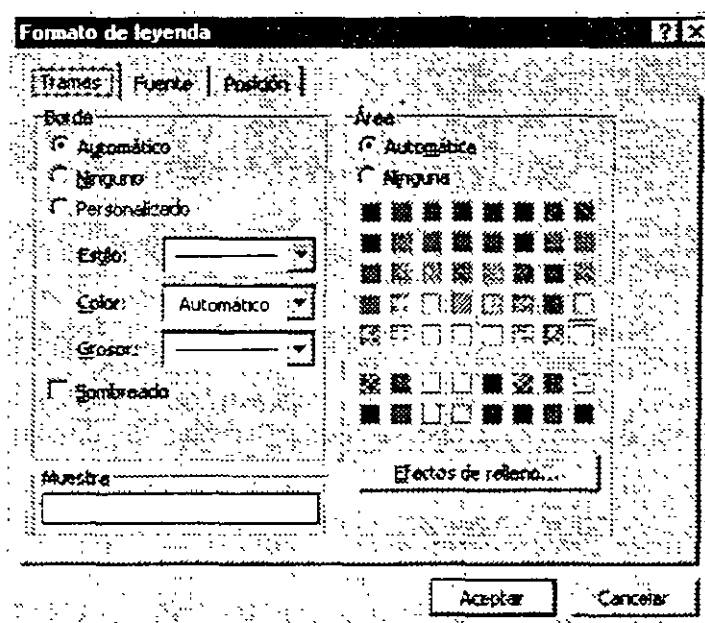 Formato de leyenda
Tramas Fuente Posición
Borde
Automático
Ninguno
Personalizado
Estilo:
Color: Automático
Grosor:
Sombreado
Muestra
Área
Automática
Ninguna
Efectos de relleno...
Aceptar Cancelar